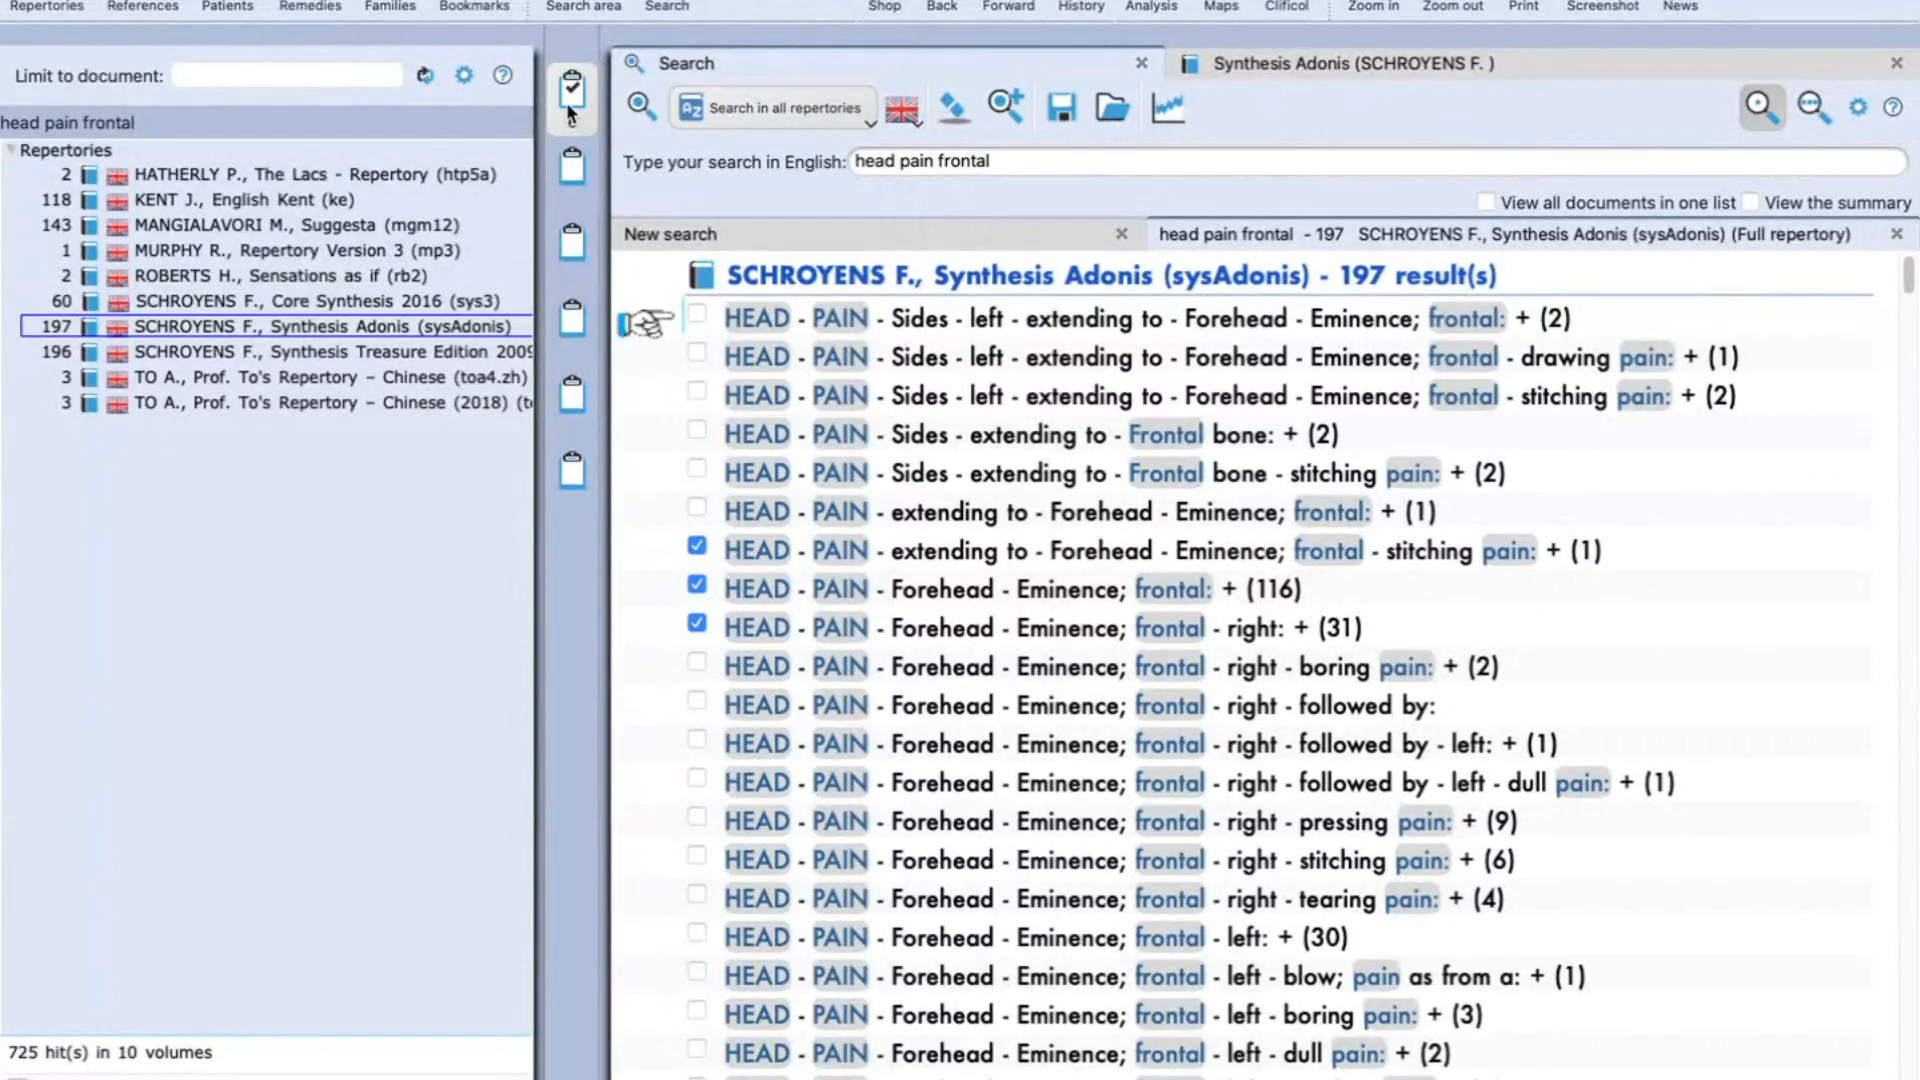 Repertories References Patients Remedies Families Bookmarks Search area Search Shop Back Forward History Analysis Maps Clificol Zoom in Zoom out Print Screenshot News
Limit to document:
head pain frontal
Repertories
2 HATHERLY P., The Lacs - Repertory (htp5a)
118 KENT J., English Kent (ke)
143 MANGIALAVORI M., Suggesta (mgm12)
1 MURPHY R., Repertory Version 3 (mp3)
2 ROBERTS H., Sensations as if (rb2)
60 SCHROYENS F., Core Synthesis 2016 (sys3)
197 SCHROYENS F., Synthesis Adonis (sysAdonis)
196 SCHROYENS F., Synthesis Treasure Edition 2009
3 TO A., Prof. To's Repertory – Chinese (toa4.zh)
3 TO A., Prof. To's Repertory – Chinese (2018) (t
725 hit(s) in 10 volumes
Search
Synthesis Adonis (SCHROYENS F. )
AZ Search in all repertories
Type your search in English: head pain frontal
View all documents in one list View the summary
New search
head pain frontal - 197 SCHROYENS F., Synthesis Adonis (sysAdonis) (Full repertory)
SCHROYENS F., Synthesis Adonis (sysAdonis) - 197 result(s)
HEAD - PAIN - Sides - left - extending to - Forehead - Eminence; frontal: + (2)
HEAD - PAIN - Sides - left - extending to - Forehead - Eminence; frontal - drawing pain: + (1)
HEAD - PAIN - Sides - left - extending to - Forehead - Eminence; frontal - stitching pain: + (2)
HEAD - PAIN - Sides - extending to - Frontal bone: + (2)
HEAD - PAIN - Sides - extending to - Frontal bone - stitching pain: + (2)
HEAD - PAIN - extending to - Forehead - Eminence; frontal: + (1)
HEAD - PAIN - extending to - Forehead - Eminence; frontal - stitching pain: + (1)
HEAD - PAIN - Forehead - Eminence; frontal: + (116)
HEAD - PAIN - Forehead - Eminence; frontal - right: + (31)
HEAD - PAIN - Forehead - Eminence; frontal - right - boring pain: + (2)
HEAD - PAIN - Forehead - Eminence; frontal - right - followed by:
HEAD - PAIN - Forehead - Eminence; frontal - right - followed by - left: + (1)
HEAD - PAIN - Forehead - Eminence; frontal - right - followed by - left - dull pain: + (1)
HEAD - PAIN - Forehead - Eminence; frontal - right - pressing pain: + (9)
HEAD - PAIN - Forehead - Eminence; frontal - right - stitching pain: + (6)
HEAD - PAIN - Forehead - Eminence; frontal - right - tearing pain: + (4)
HEAD - PAIN - Forehead - Eminence; frontal - left: + (30)
HEAD - PAIN - Forehead - Eminence; frontal - left - blow; pain as from a: + (1)
HEAD - PAIN - Forehead - Eminence; frontal - left - boring pain: + (3)
HEAD - PAIN - Forehead - Eminence; frontal - left - dull pain: + (2)